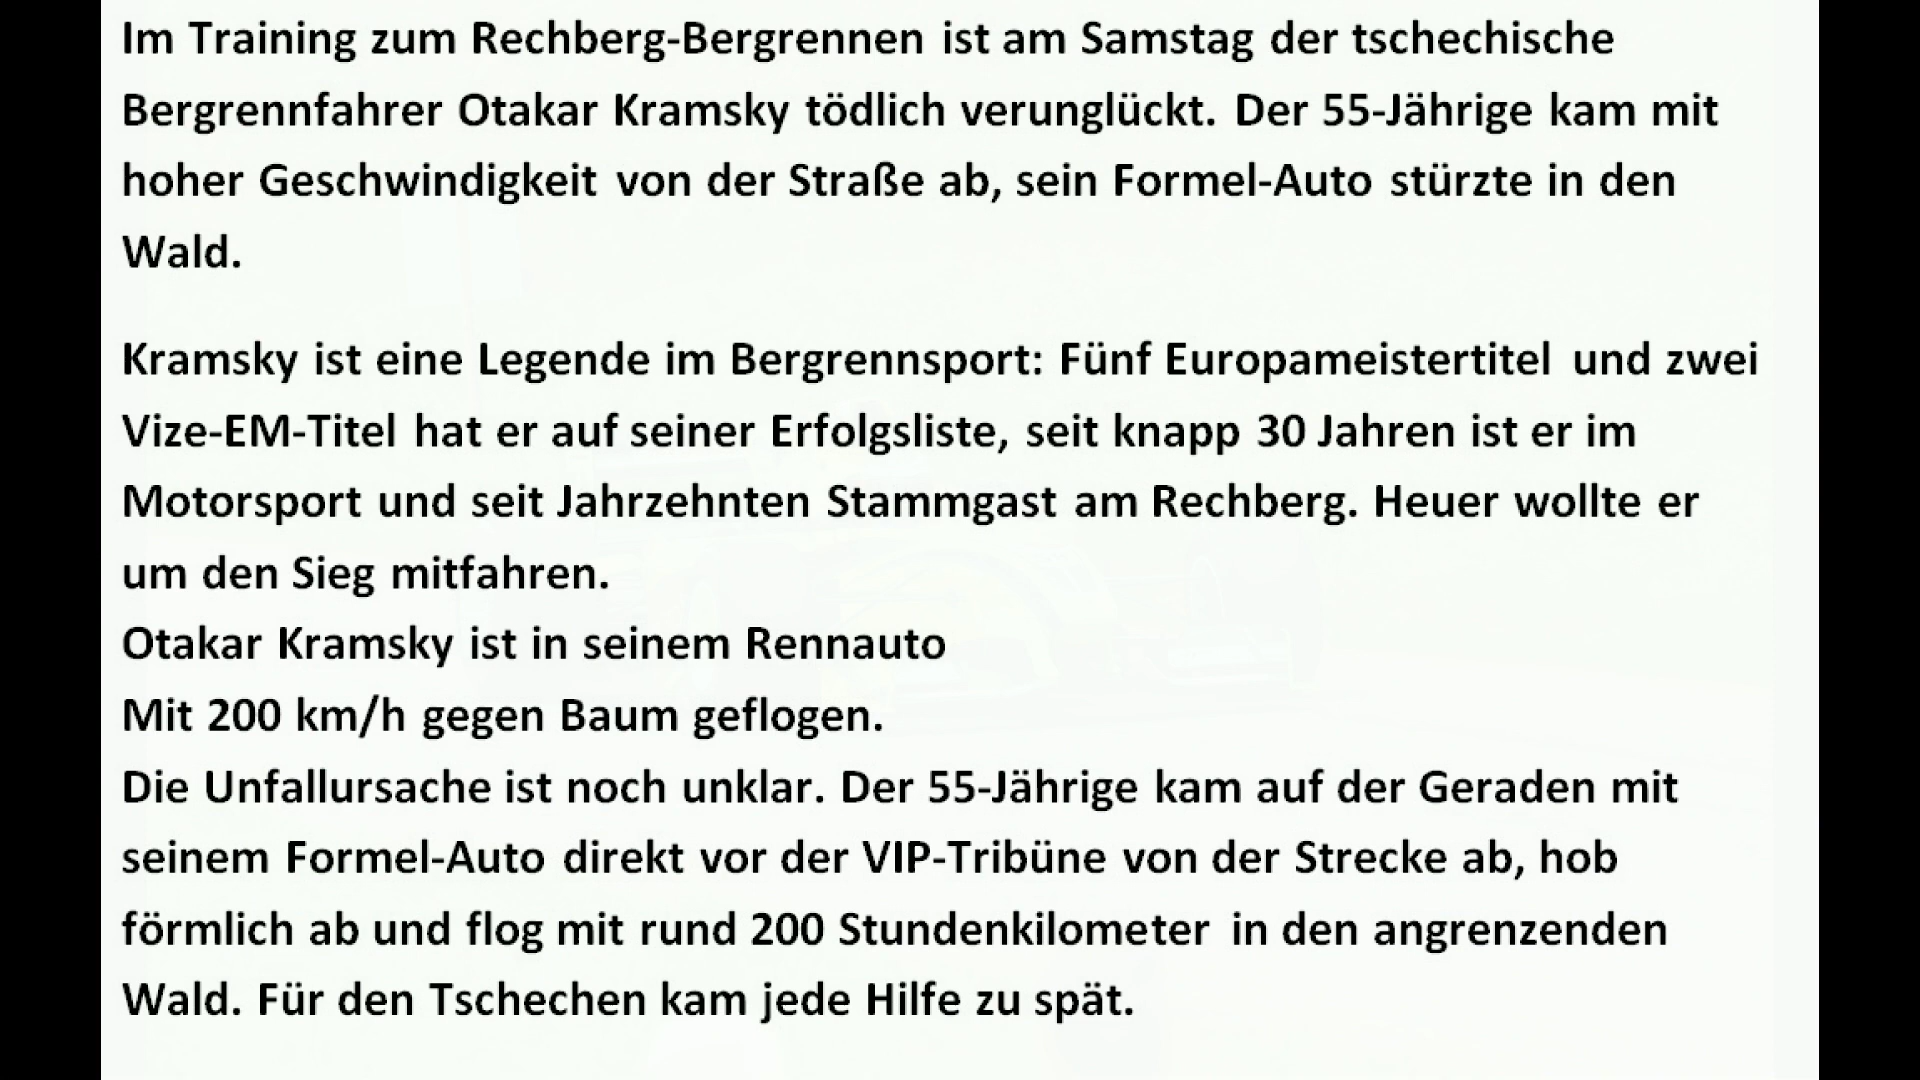 Im Training zum Rechberg-Bergrennen ist am Samstag der tschechische
Bergrennfahrer Otakar Kramsky tödlich verunglückt. Der 55-Jährige kam mit
hoher Geschwindigkeit von der Straße ab, sein Formel-Auto stürzte in den
Wald.
Kramsky ist eine Legende im Bergrennsport: Fünf Europameistertitel und zwei
Vize-EM-Titel hat er auf seiner Erfolgsliste, seit knapp 30 Jahren ist er im
Motorsport und seit Jahrzehnten Stammgast am Rechberg. Heuer wollte er
um den Sieg mitfahren.
Otakar Kramsky ist in seinem Rennauto
Mit 200 km/h gegen Baum geflogen.
Die Unfallursache ist noch unklar. Der 55-Jährige kam auf der Geraden mit
seinem Formel-Auto direkt vor der VIP-Tribüne von der Strecke ab, hob
förmlich ab und flog mit rund 200 Stundenkilometer in den angrenzenden
Wald. Für den Tschechen kam jede Hilfe zu spät.